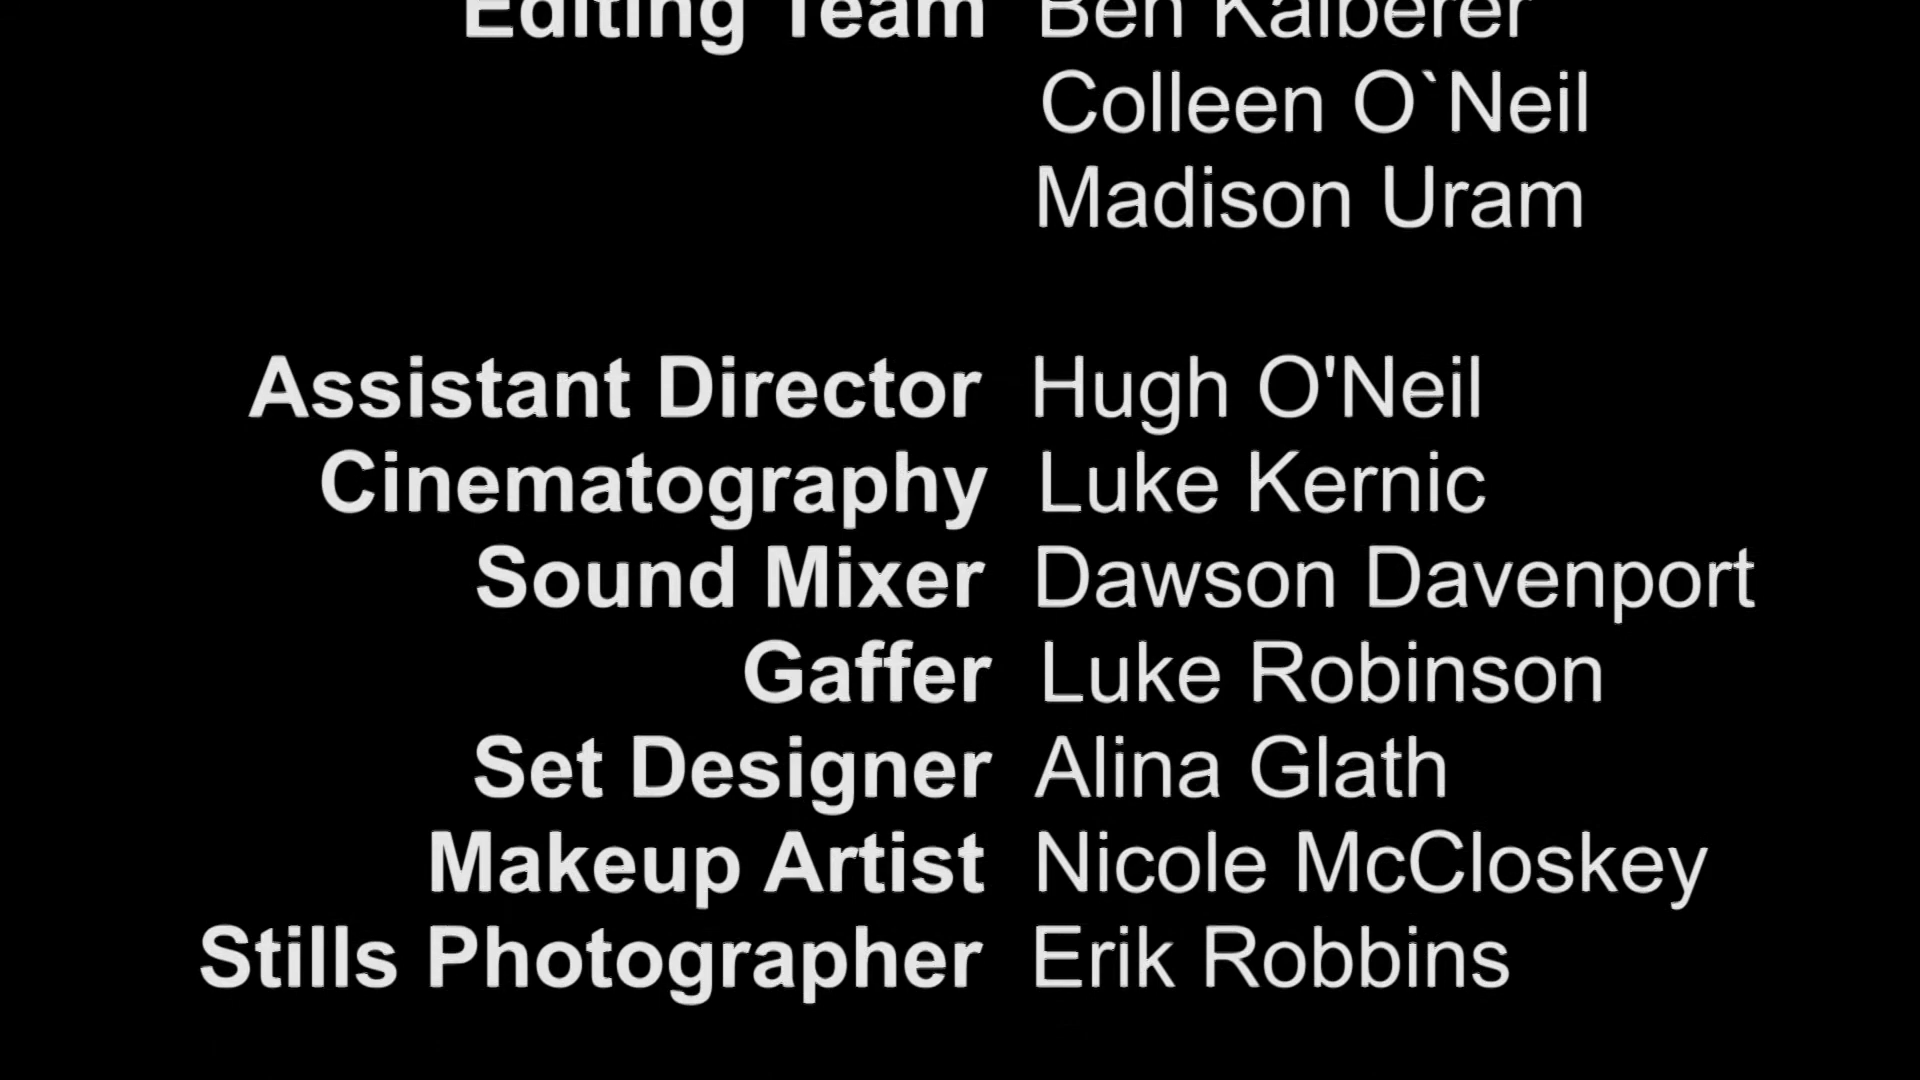 Editing Team Ben Kalberer
Colleen O`Neil
Madison Uram
Assistant Director Hugh O'Neil
Cinematography Luke Kernic
Sound Mixer Dawson Davenport
Gaffer Luke Robinson
Set Designer Alina Glath
Makeup Artist Nicole McCloskey
Stills Photographer Erik Robbins